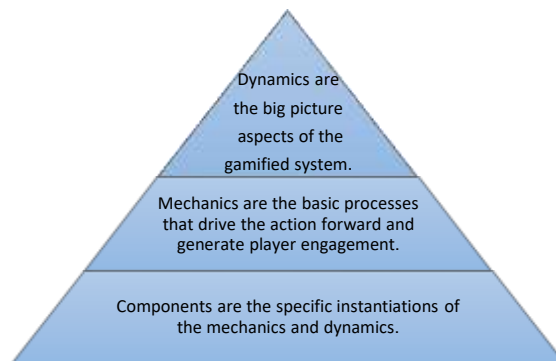 Dynamics are
the big picture
aspects of the
gamified system.
Mechanics are the basic processes
that drive the action forward and
generate player engagement.
Components are the specific instantiations of
the mechanics and dynamics.